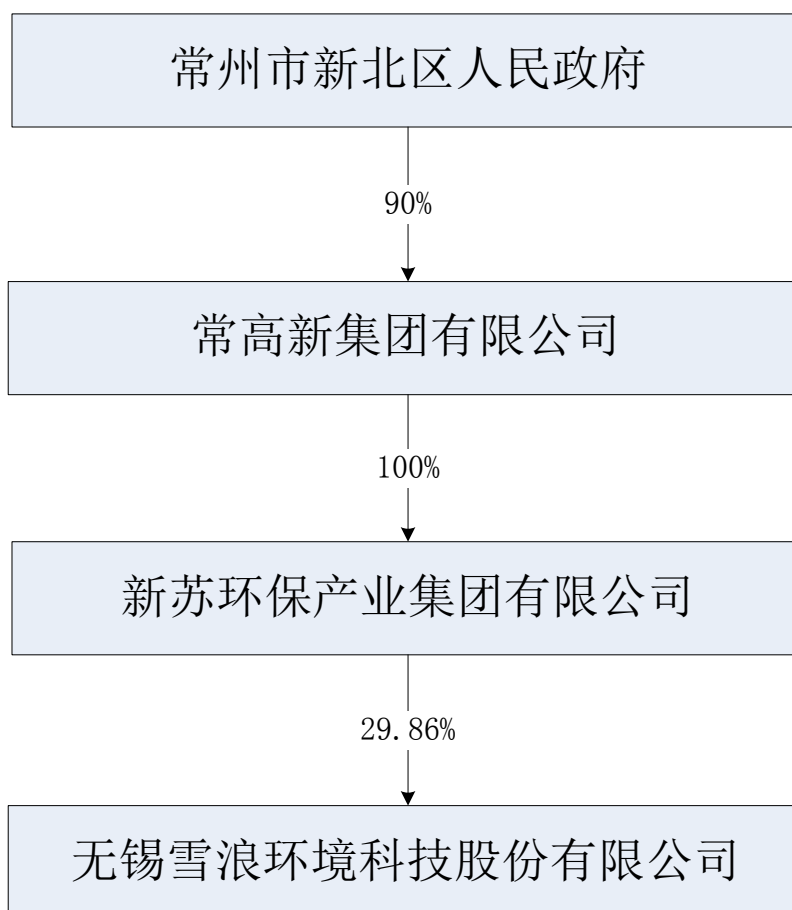 常州市新北区人民政府
90%
常高新集团有限公司
100%
新苏环保产业集团有限公司
29.86%
无锡雪浪环境科技股份有限公司